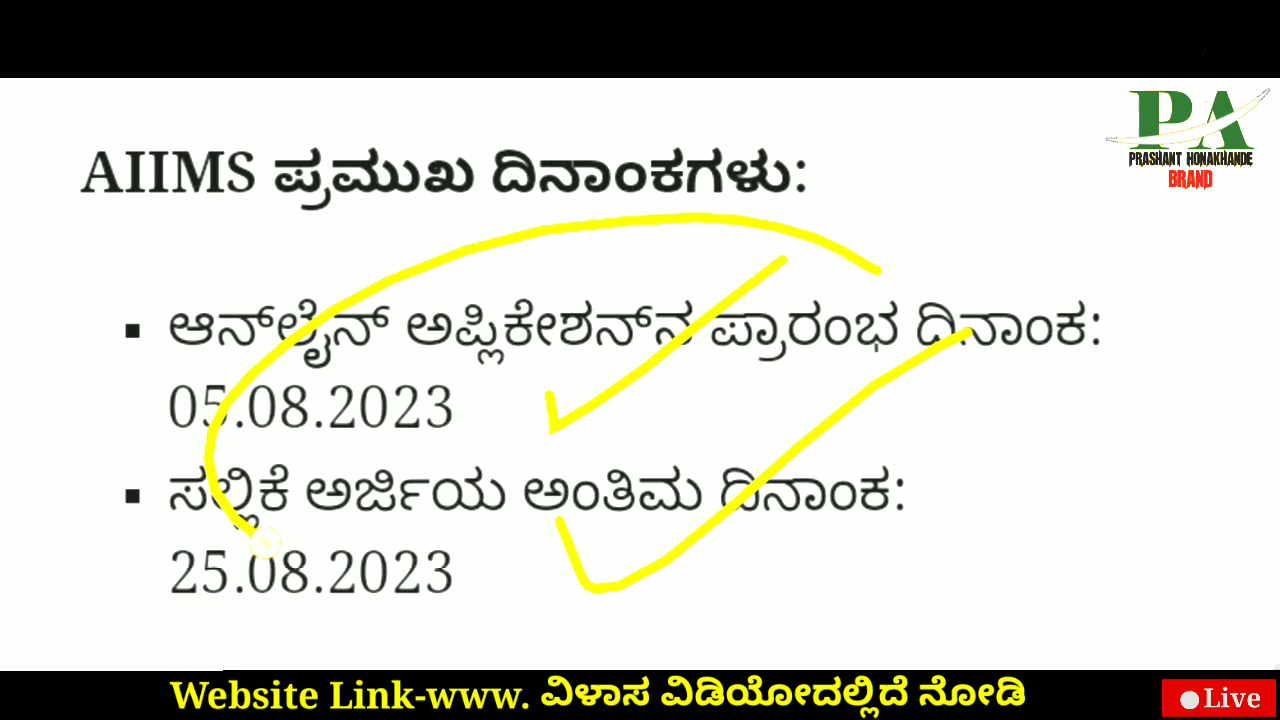 PA
PRASHANT HONAKHANDE
BRAND
AIIMS ಪ್ರಮುಖ ದಿನಾಂಕಗಳು:
▪ ಆನ್‌ಲೈನ್ ಅಪ್ಲಿಕೇಶನ್‌ನ ಪ್ರಾರಂಭ ದಿನಾಂಕ:
05.08.2023
▪ ಸಲ್ಲಿಕೆ ಅರ್ಜಿಯ ಅಂತಿಮ ದಿನಾಂಕ:
25.08.2023
Website Link-www. ವಿಳಾಸ ವಿಡಿಯೋದಲ್ಲಿದೆ ನೋಡಿ
Live